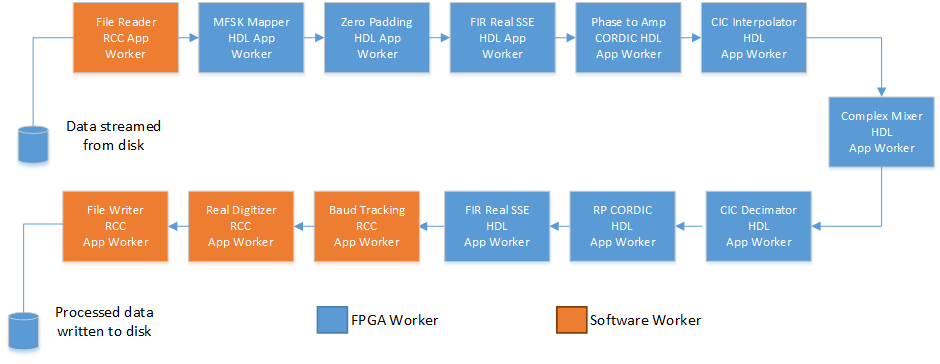 File Reader
RCC App
Worker
MFSK Mapper
HDL App
Worker
Zero Padding
HDL App
Worker
FIR Real SSE
HDL App
Worker
Phase to Amp
CORDIC HDL
App Worker
CIC Interpolator
HDL
App Worker
Data streamed
from disk
Complex Mixer
HDL
App Worker
File Writer
RCC
App Worker
Real Digitizer
RCC
App Worker
Baud Tracking
RCC
App Worker
FIR Real SSE
HDL
App Worker
RP CORDIC
HDL
App Worker
CIC Decimator
HDL
App Worker
Processed data
written to disk
FPGA Worker
Software Worker